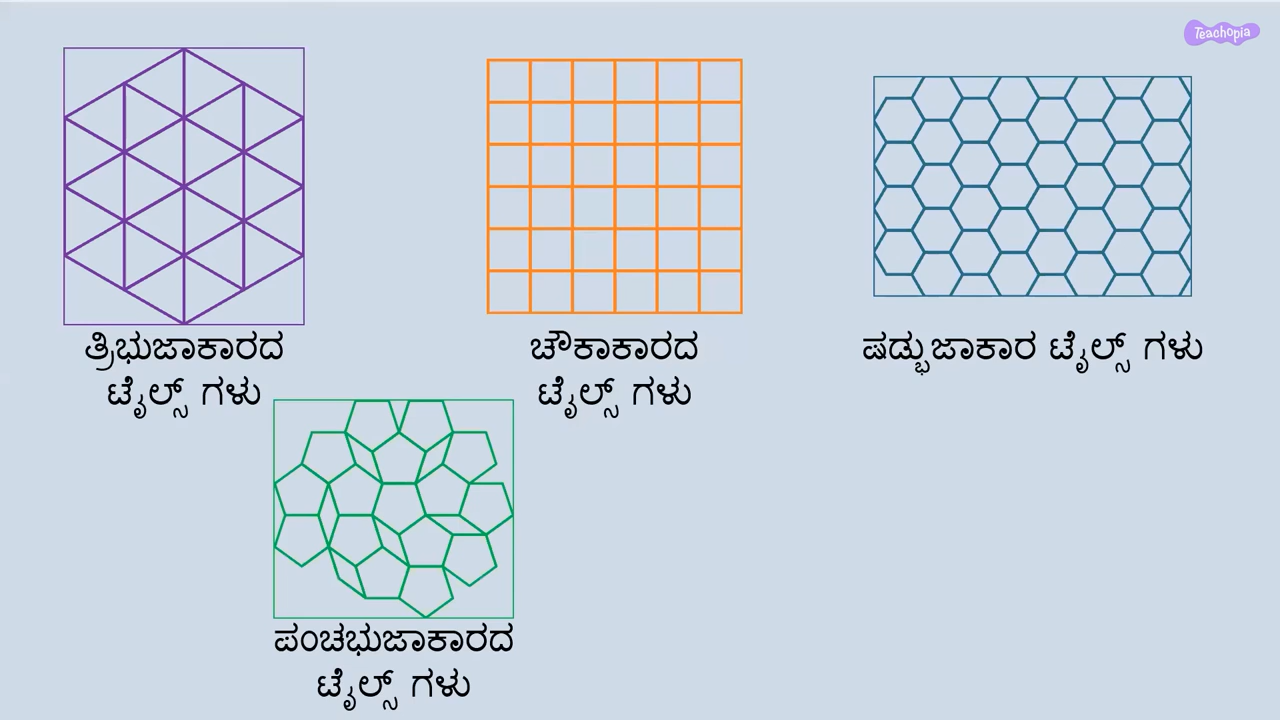 Teachopia
ತ್ರಿಭುಜಾಕಾರದ
ಟೈಲ್ಸ್ ಗಳು
ಚೌಕಾಕಾರದ
ಟೈಲ್ಸ್ ಗಳು
ಷಡ್ಭುಜಾಕಾರ ಟೈಲ್ಸ್ ಗಳು
ಪಂಚಭುಜಾಕಾರದ
ಟೈಲ್ಸ್ ಗಳು